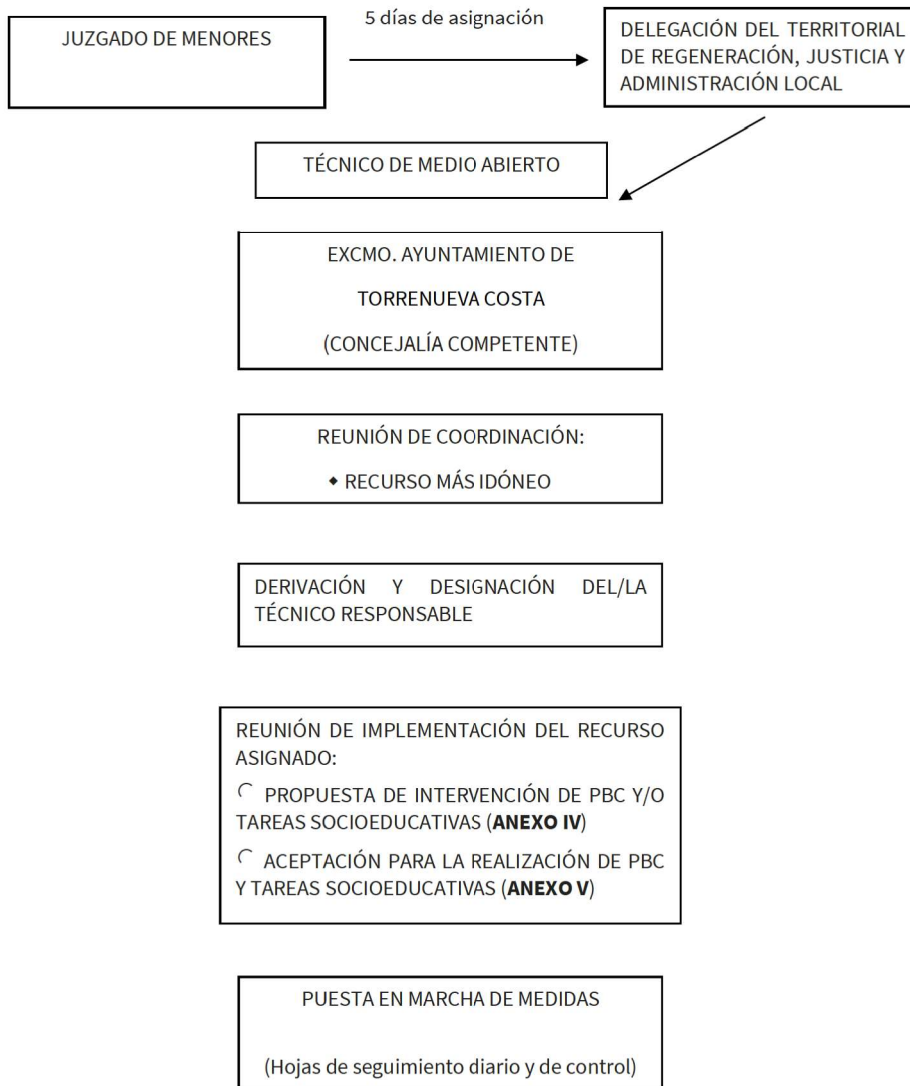 JUZGADO DE MENORES
5 días de asignación
DELEGACIÓN DEL TERRITORIAL
DE REGENERACIÓN, JUSTICIA Y
ADMINISTRACIÓN LOCAL
TÉCNICO DE MEDIO ABIERTO
EXCMO. AYUNTAMIENTO DE
TORRENUEVA COSTA
(CONCEJALÍA COMPETENTE)
REUNIÓN DE COORDINACIÓN:
◆ RECURSO MÁS IDÓNEO
DERIVACIÓN Y DESIGNACIÓN DEL/LA
TÉCNICO RESPONSABLE
REUNIÓN DE IMPLEMENTACIÓN DEL RECURSO
ASIGNADO:
PROPUESTA DE INTERVENCIÓN DE PBC Y/O
TAREAS SOCIOEDUCATIVAS (ANEXO IV)
ACEPTACIÓN PARA LA REALIZACIÓN DE PBC
Y TAREAS SOCIOEDUCATIVAS (ANEXO V)
PUESTA EN MARCHA DE MEDIDAS
(Hojas de seguimiento diario y de control)